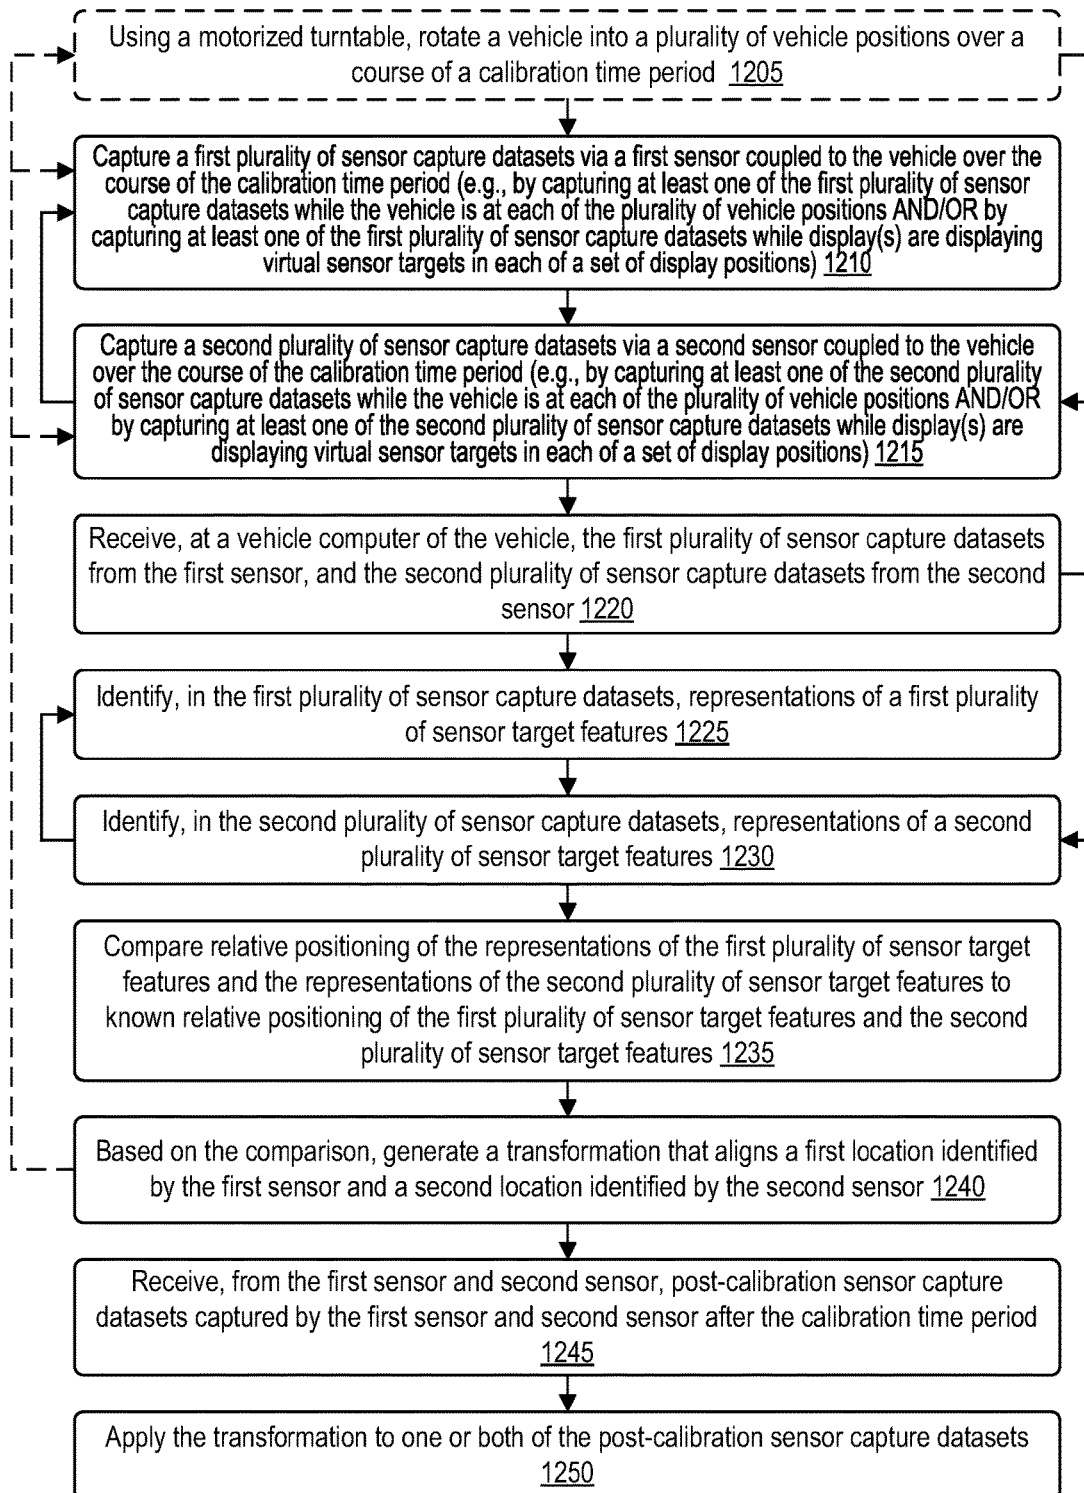 Using a motorized turntable, rotate a vehicle into a plurality of vehicle positions over a
course of a calibration time period 1205
Capture a first plurality of sensor capture datasets via a first sensor coupled to the vehicle over the
course of the calibration time period (e.g., by capturing at least one of the first plurality of sensor
capture datasets while the vehicle is at each of the plurality of vehicle positions AND/OR by
capturing at least one of the first plurality of sensor capture datasets while display(s) are displaying
virtual sensor targets in each of a set of display positions) 1210
Capture a second plurality of sensor capture datasets via a second sensor coupled to the vehicle
over the course of the calibration time period (e.g., by capturing at least one of the second plurality
of sensor capture datasets while the vehicle is at each of the plurality of vehicle positions AND/OR
by capturing at least one of the second plurality of sensor capture datasets while display(s) are
displaying virtual sensor targets in each of a set of display positions) 1215
Receive, at a vehicle computer of the vehicle, the first plurality of sensor capture datasets
from the first sensor, and the second plurality of sensor capture datasets from the second
sensor 1220
Identify, in the first plurality of sensor capture datasets, representations of a first plurality
of sensor target features 1225
Identify, in the second plurality of sensor capture datasets, representations of a second
plurality of sensor target features 1230
Compare relative positioning of the representations of the first plurality of sensor target
features and the representations of the second plurality of sensor target features to
known relative positioning of the first plurality of sensor target features and the second
plurality of sensor target features 1235
Based on the comparison, generate a transformation that aligns a first location identified
by the first sensor and a second location identified by the second sensor 1240
Receive, from the first sensor and second sensor, post-calibration sensor capture
datasets captured by the first sensor and second sensor after the calibration time period
1245
Apply the transformation to one or both of the post-calibration sensor capture datasets
1250